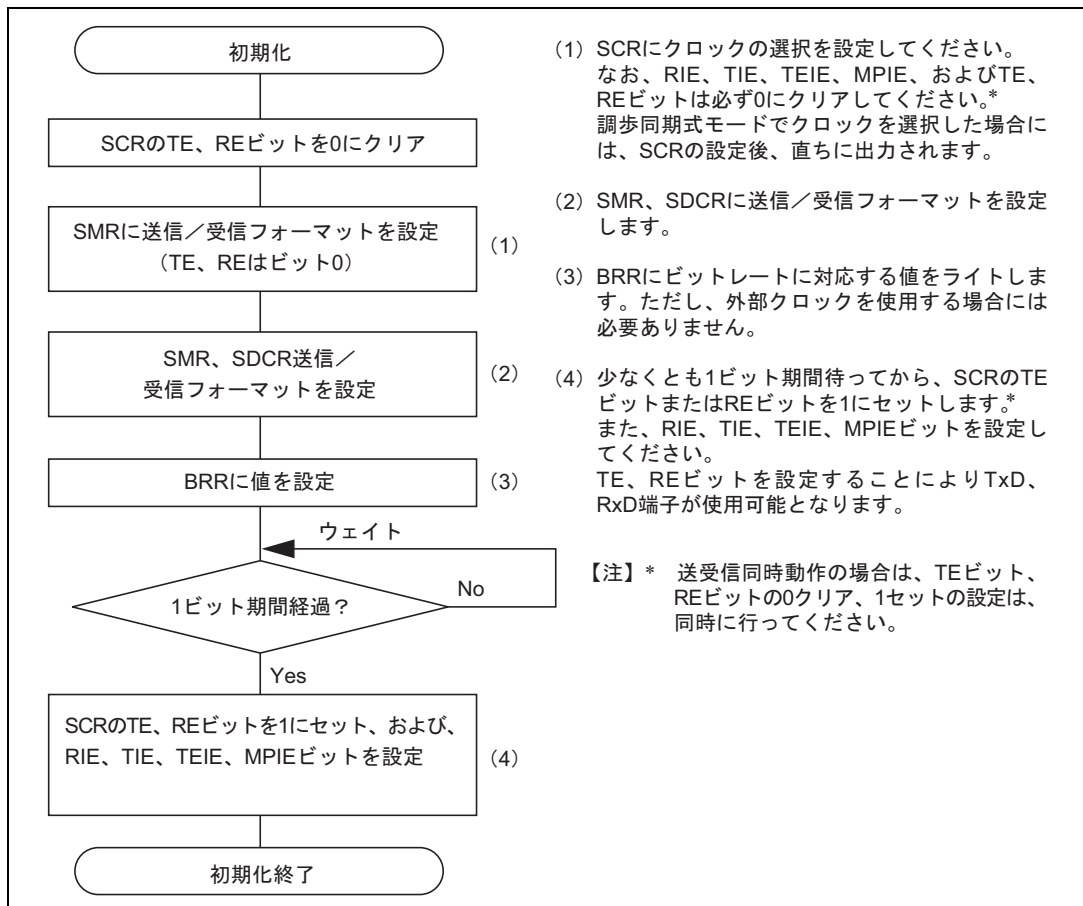 初期化
SCRのTE、REビットを0にクリア
SMRに送信／受信フォーマットを設定
（TE、REはビット0）
(1)
SMR、SDCR送信／
受信フォーマットを設定
(2)
BRRに値を設定
(3)
ウェイト
1ビット期間経過？
No
Yes
SCRのTE、REビットを1にセット、および、
RIE、TIE、TEIE、MPIEビットを設定
(4)
初期化終了
(1) SCRにクロックの選択を設定してください。
なお、RIE、TIE、TEIE、MPIE、およびTE、
REビットは必ず0にクリアしてください。*
調歩同期式モードでクロックを選択した場合に
は、SCRの設定後、直ちに出力されます。
(2) SMR、SDCRに送信／受信フォーマットを設定
します。
(3) BRRにビットレートに対応する値をライトしま
す。ただし、外部クロックを使用する場合には
必要ありません。
(4) 少なくとも1ビット期間待ってから、SCRのTE
ビットまたはREビットを1にセットします。*
また、RIE、TIE、TEIE、MPIEビットを設定し
てください。
TE、REビットを設定することによりTxD、
RxD端子が使用可能となります。
【注】* 送受信同時動作の場合は、TEビット、
REビットの0クリア、1セットの設定は、
同時に行ってください。